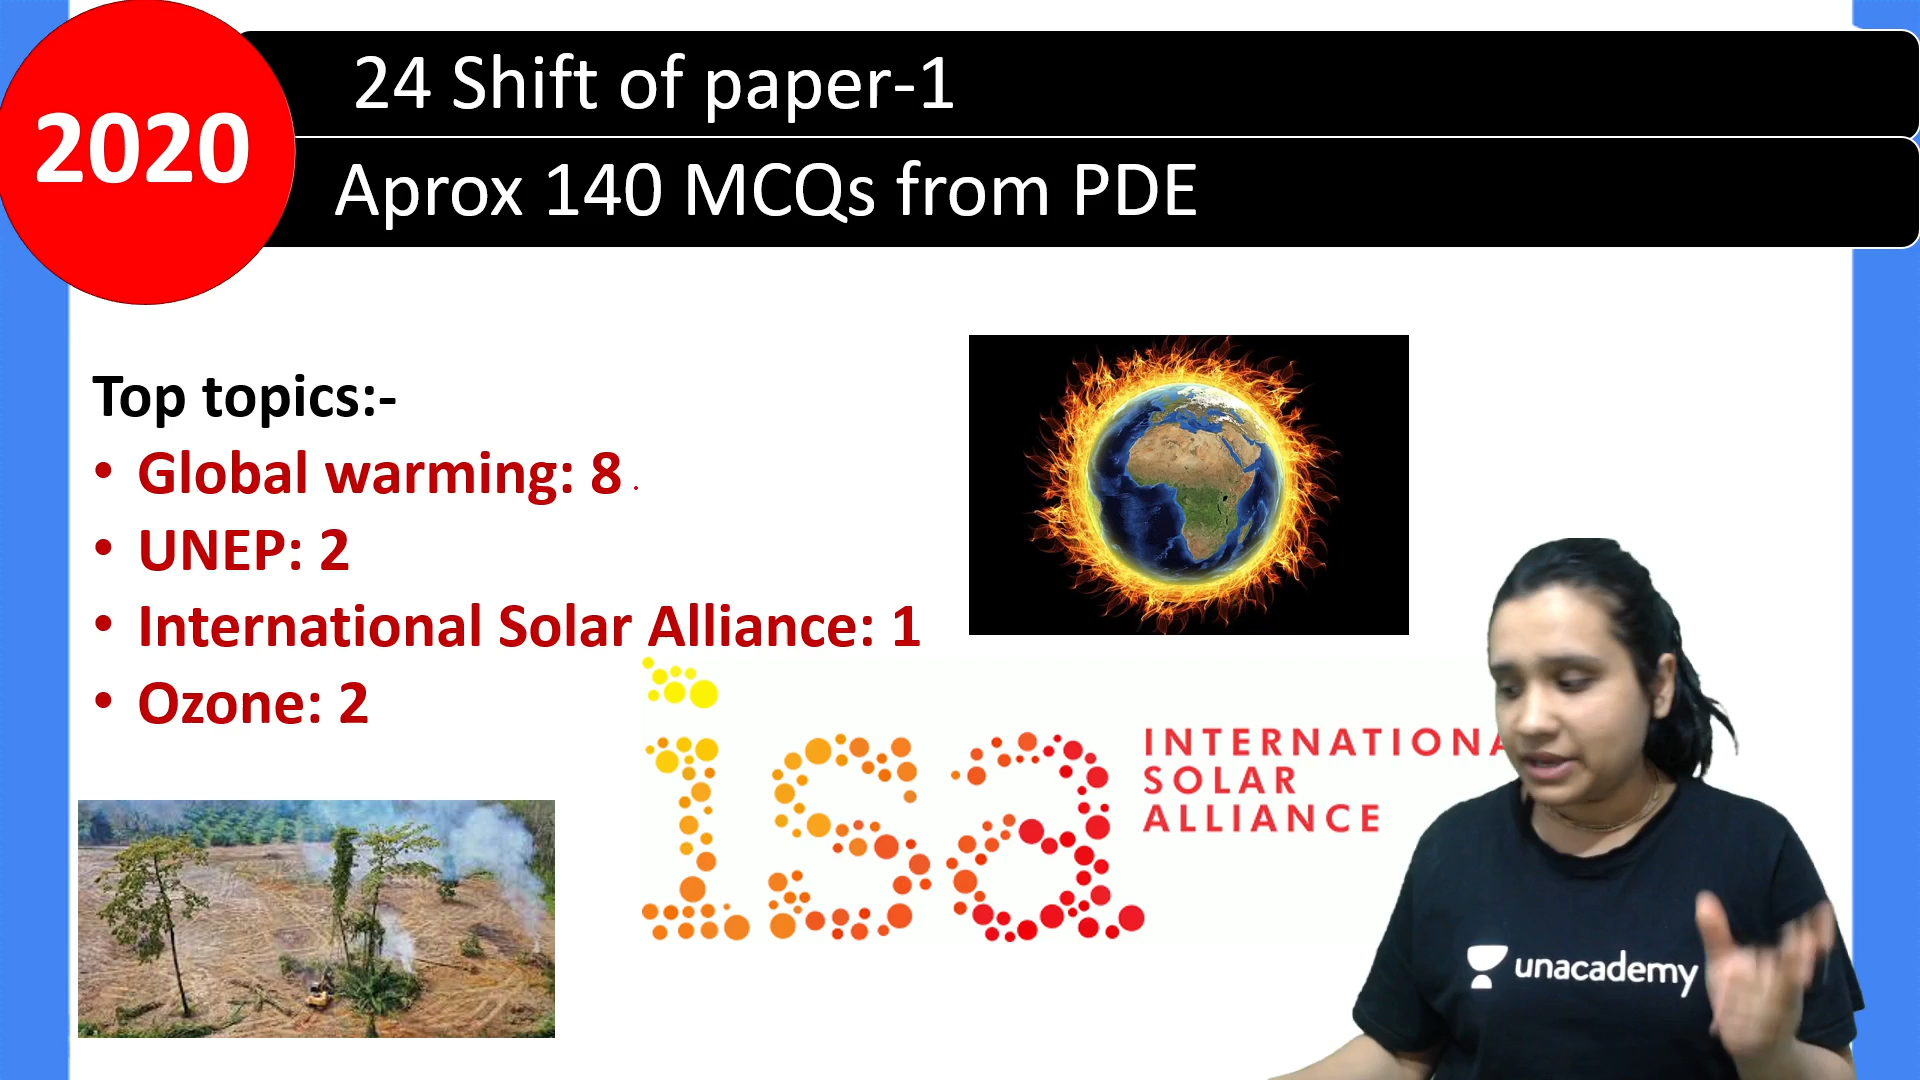 2020
24 Shift of paper-1
Aprox 140 MCQs from PDE
Top topics:-
• Global warming: 8
• UNEP: 2
• International Solar Alliance: 1
• Ozone: 2
isa
INTERNATIONA
SOLAR
ALLIANCE
unacademy